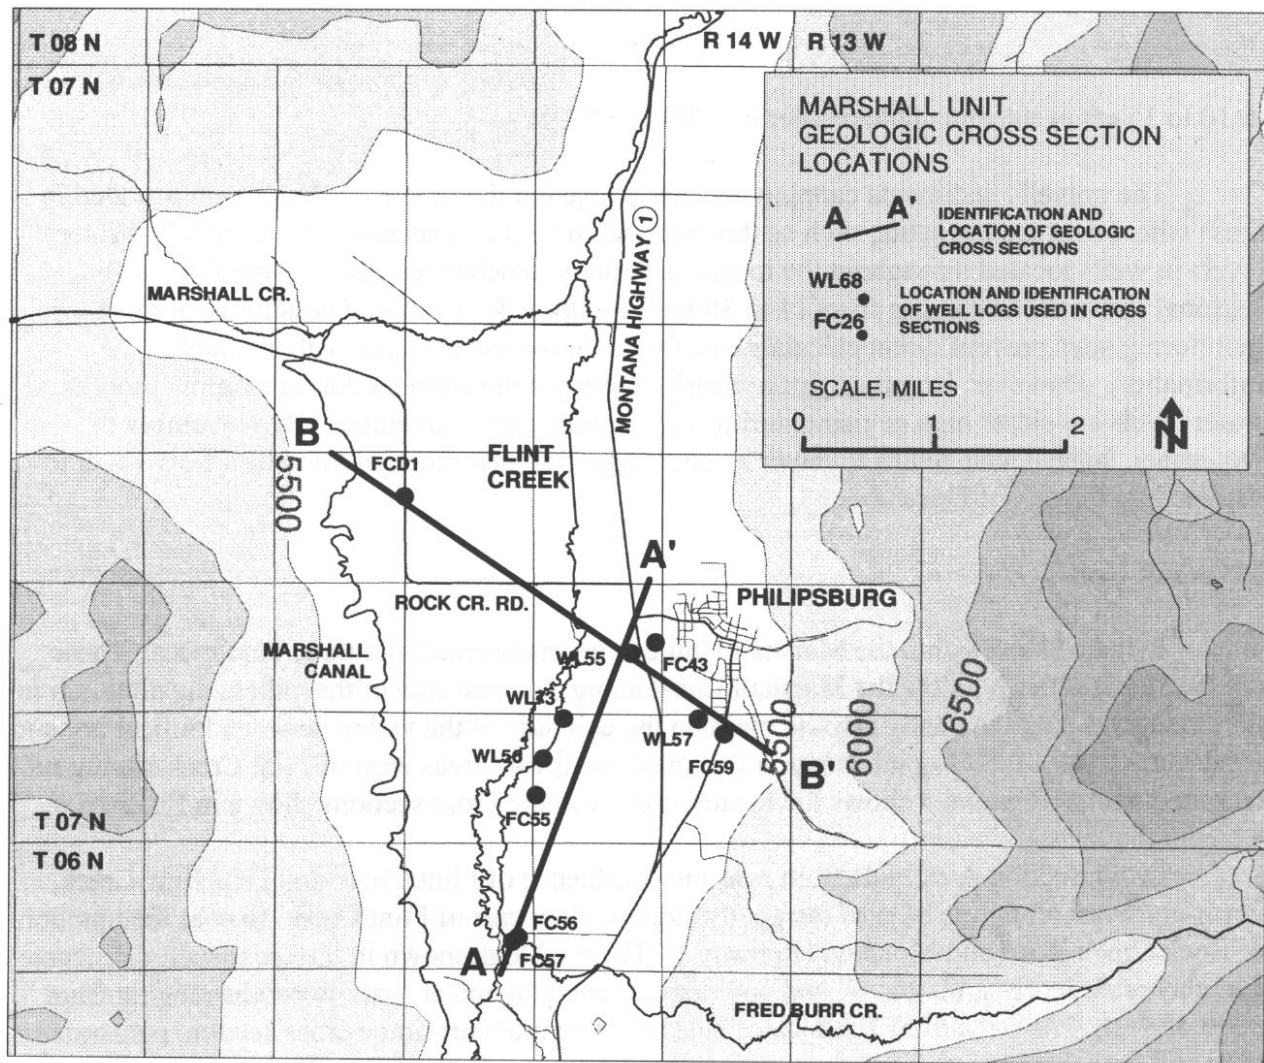 T 08 N
T 07 N
R 14 W
R 13 W
MARSHALL UNIT
GEOLOGIC CROSS SECTION
LOCATIONS
A A'
IDENTIFICATION AND
LOCATION OF GEOLOGIC
CROSS SECTIONS
WL68
FC26
LOCATION AND IDENTIFICATION
OF WELL LOGS USED IN CROSS
SECTIONS
SCALE, MILES
0 1 2
N
MARSHALL CR.
MONTANA HIGHWAY 1
B
5500
FCD1
FLINT
CREEK
A'
ROCK CR. RD.
PHILIPSBURG
MARSHALL
CANAL
WL55
FC43
WL73
WL57
WL56
FC59
B'
5500
6000
6500
FC55
T 07 N
T 06 N
FC56
A
FC57
FRED BURR CR.